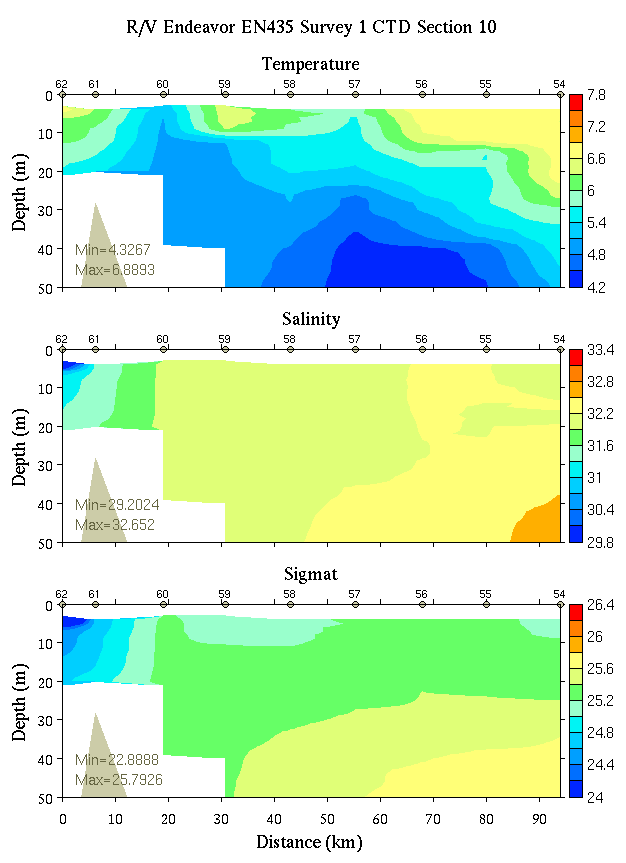 R/V Endeavor EN435 Survey 1 CTD Section 10
Temperature
62 61 60 59 58 57 56 55 54
0
10
20
30
40
50
Depth (m)
Min=4.3267
Max=6.8893
7.8
7.2
6.6
6
5.4
4.8
4.2
Salinity
62 61 60 59 58 57 56 55 54
0
10
20
30
40
50
Depth (m)
Min=29.2024
Max=32.652
33.4
32.8
32.2
31.6
31
30.4
29.8
Sigmat
62 61 60 59 58 57 56 55 54
0
10
20
30
40
50
Depth (m)
Min=22.8888
Max=25.7926
26.4
26
25.6
25.2
24.8
24.4
24
0 10 20 30 40 50 60 70 80 90
Distance (km)